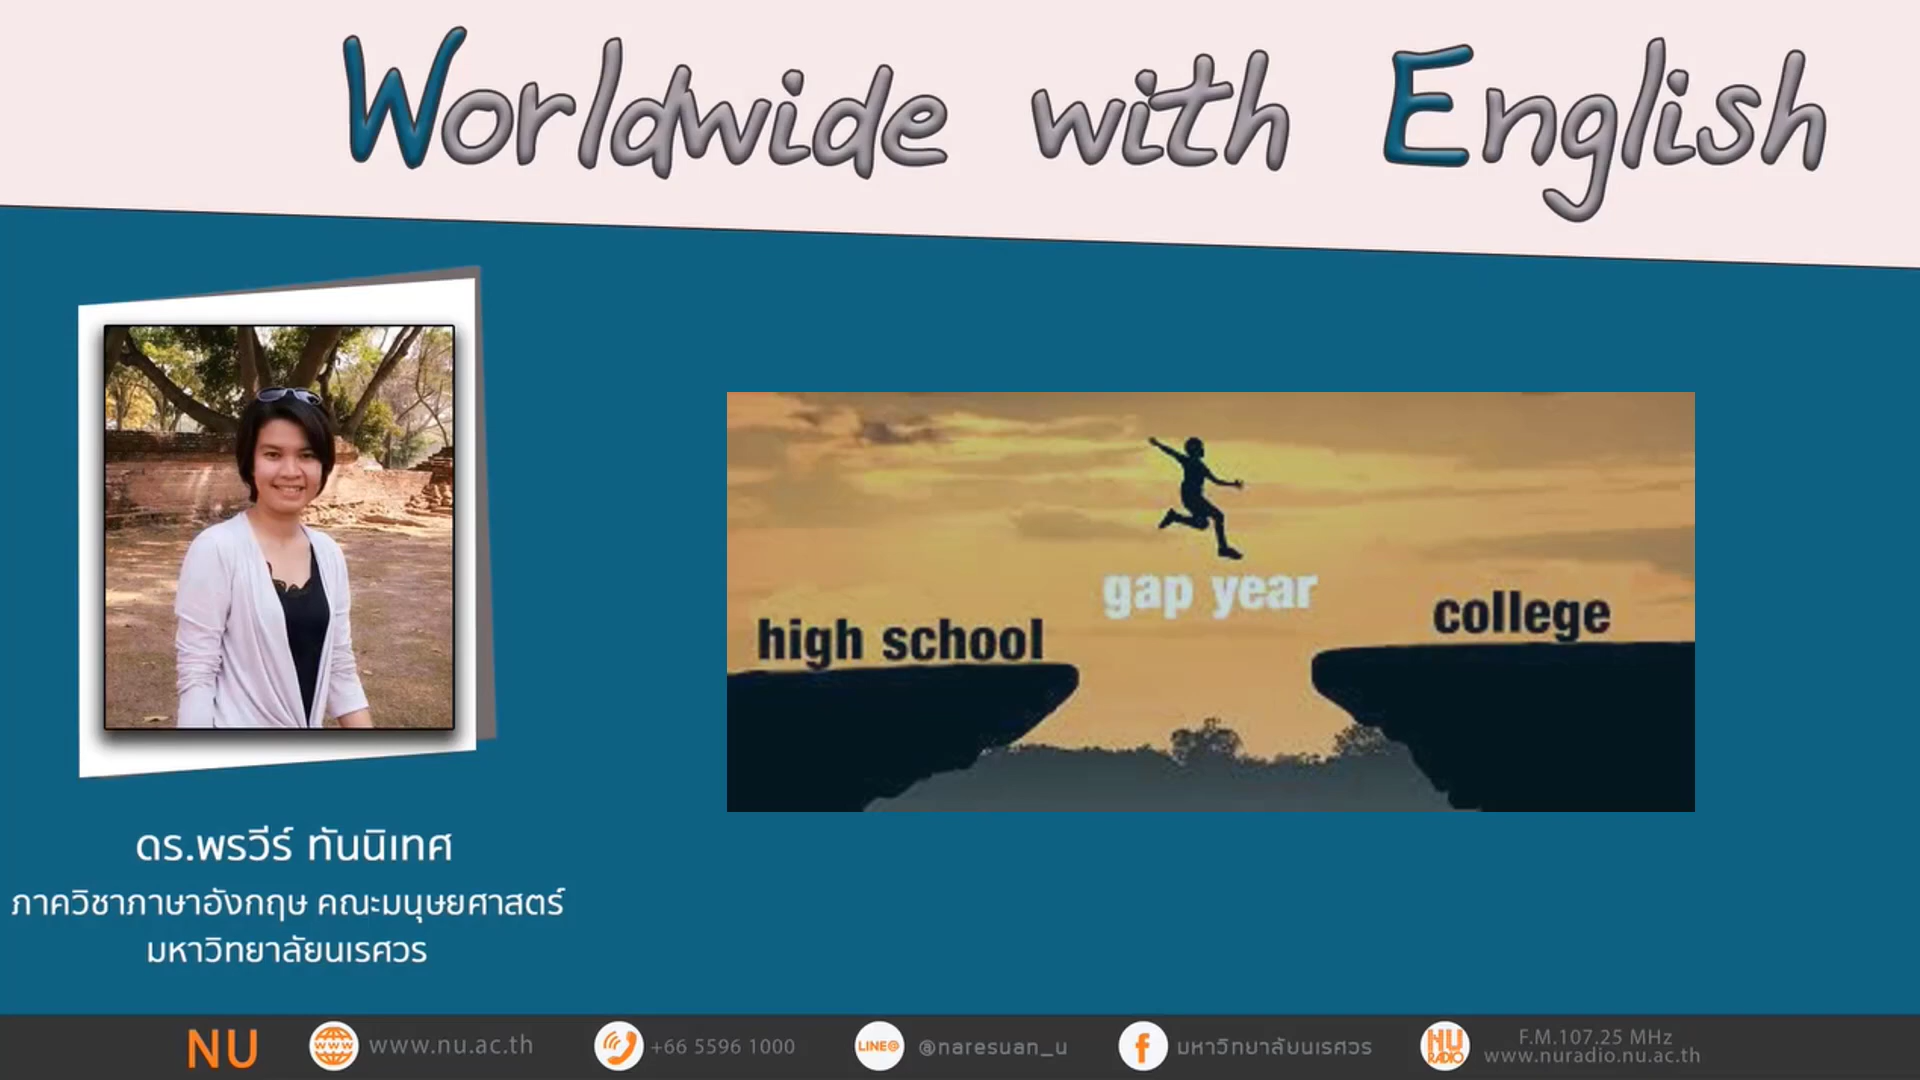 Worldwide with English
gap year
high school
college
ดร.พรวีร์ ทันนิเทศ
ภาควิชาภาษาอังกฤษ คณะมนุษยศาสตร์
มหาวิทยาลัยนเรศวร
NU
www
www.nu.ac.th
+66 5596 1000
LINE@
@naresuan_u
f
มหาวิทยาลัยนเรศวร
NU
RADIO
F.M.107.25 MHz
www.nuradio.nu.ac.th